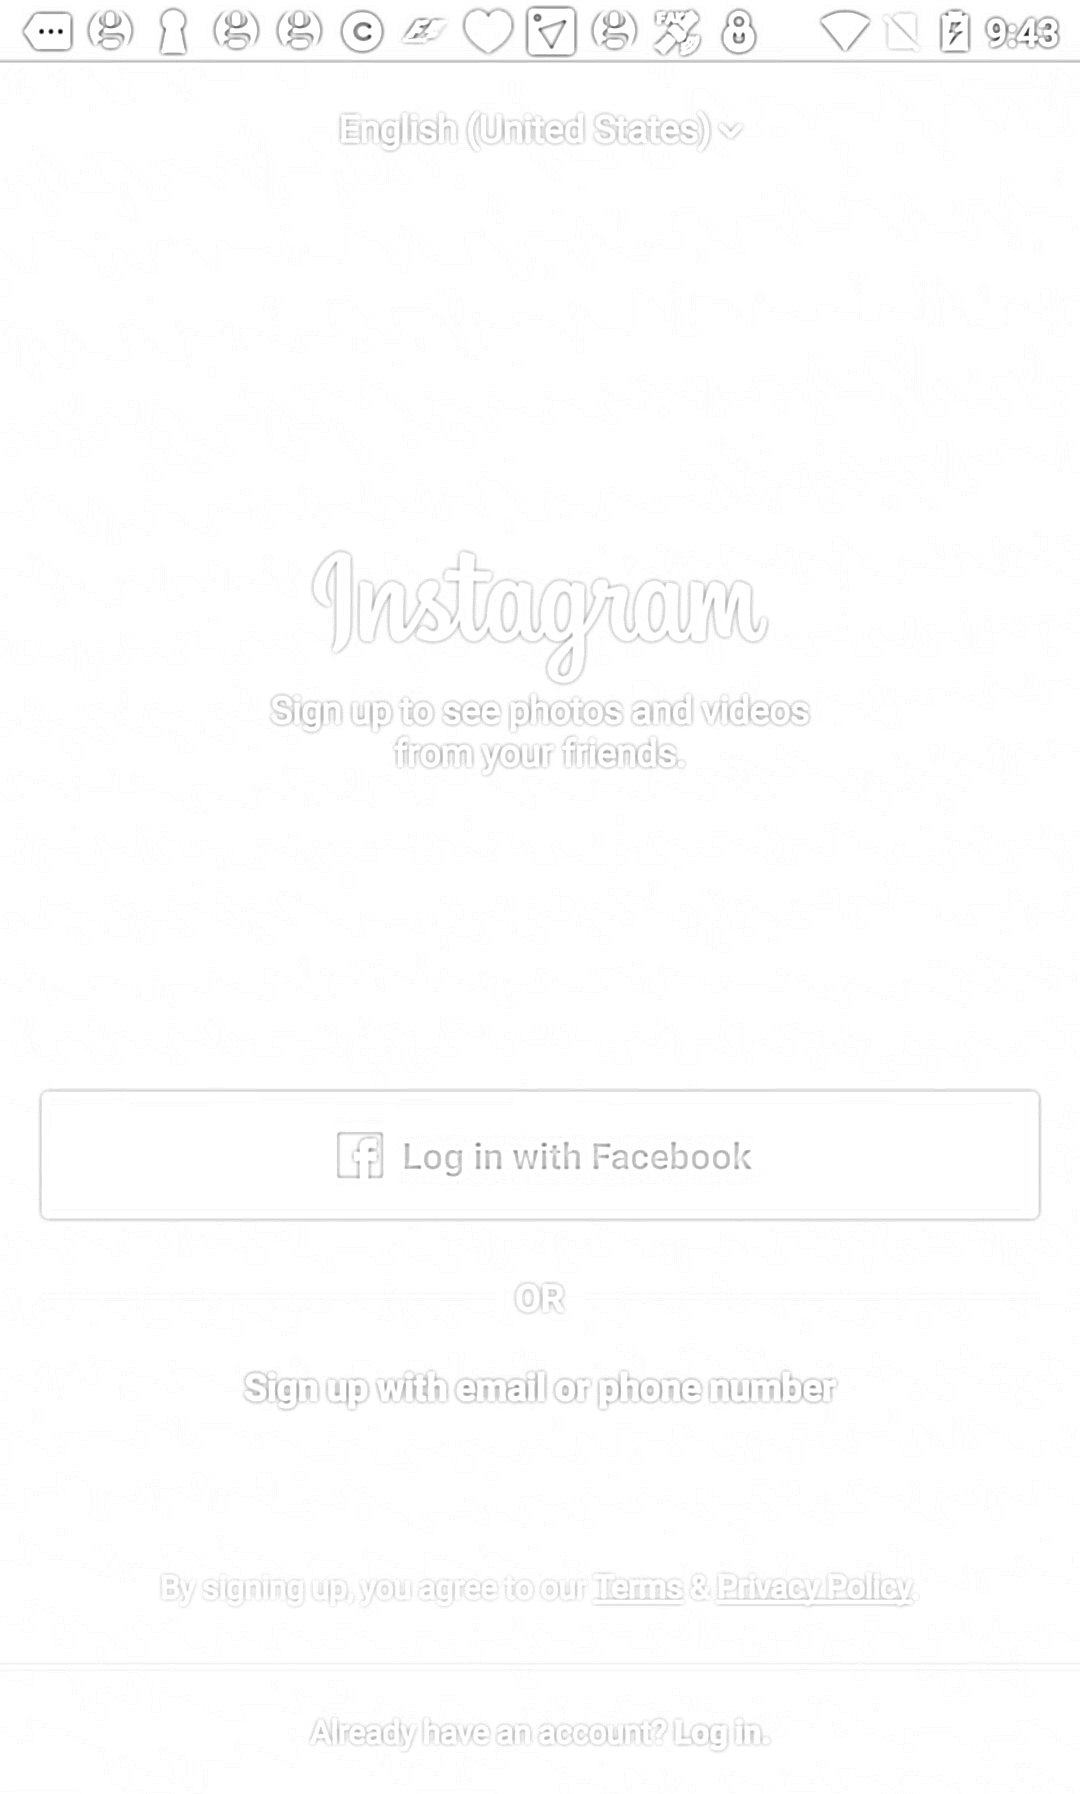 9:43
English (United States)
Instagram
Sign up to see photos and videos
from your friends.
Log in with Facebook
OR
Sign up with email or phone number
By signing up, you agree to our Terms & Privacy Policy.
Already have an account? Log in.